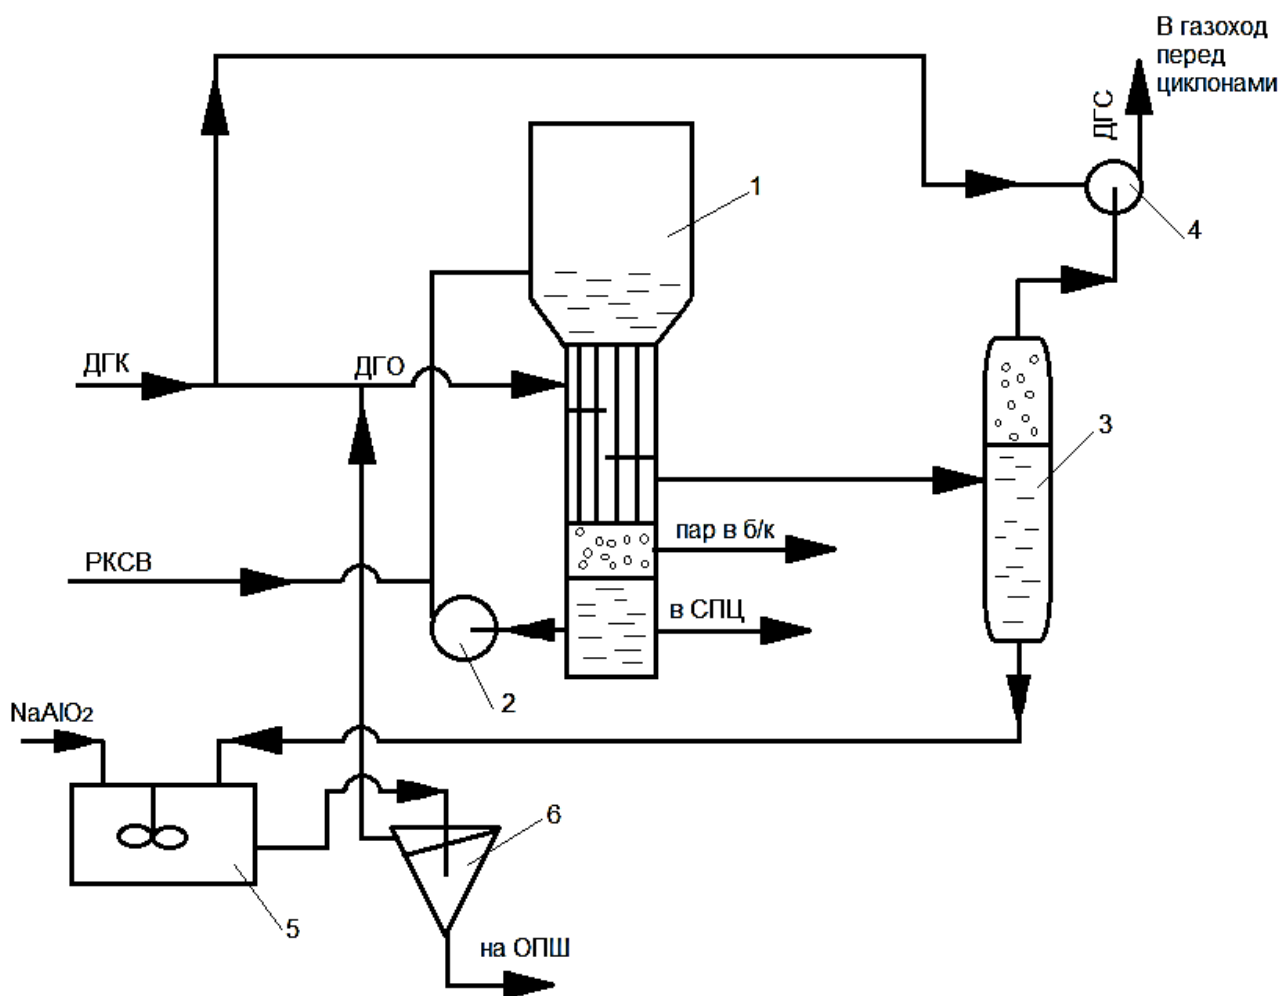 В газоход
перед
циклонами
ДГС
1
4
ДГК
ДГО
3
пар в б/к
РКСВ
в СПЦ
2
NaAlO2
6
5
на ОПШ